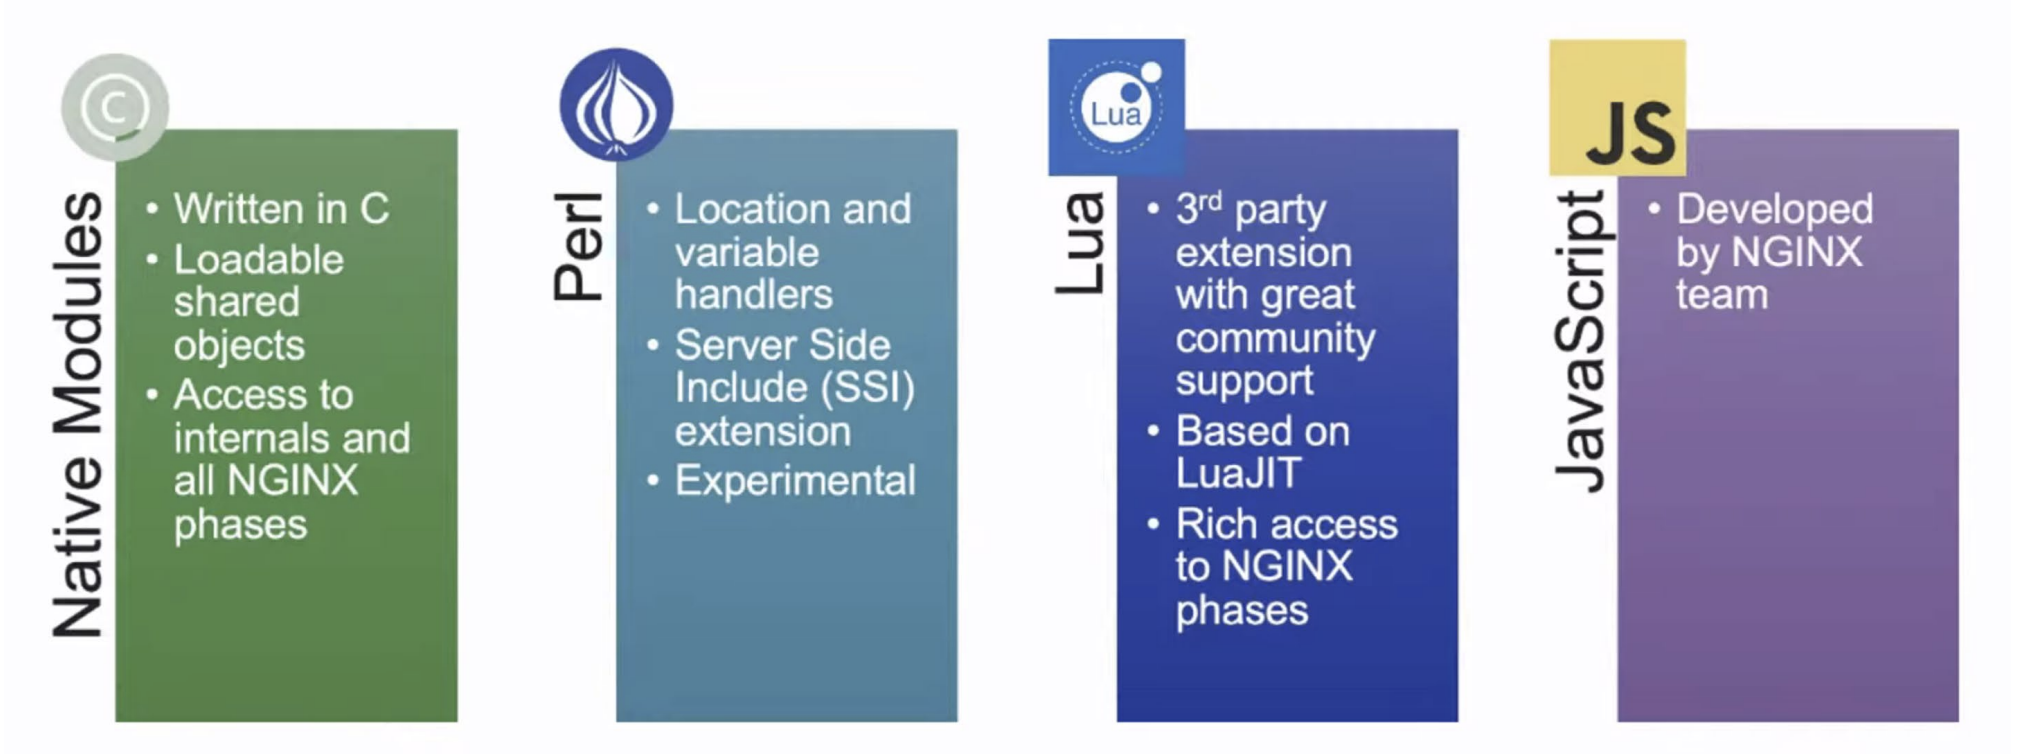 C
Native Modules
• Written in C
• Loadable
shared
objects
• Access to
internals and
all NGINX
phases
Perl
• Location and
variable
handlers
• Server Side
Include (SSI)
extension
• Experimental
Lua
Lua
• 3rd party
extension
with great
community
support
• Based on
LuaJIT
• Rich access
to NGINX
phases
JS
JavaScript
• Developed
by NGINX
team